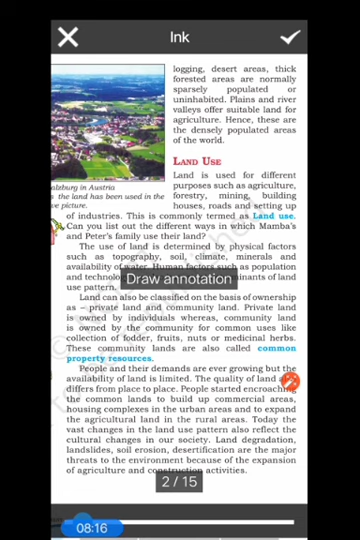 Ink
logging, desert areas, thick
forested areas are normally
sparsely populated or
uninhabited. Plains and river
valleys offer suitable land for
agriculture. Hence, these are
the densely populated areas
of the world.
LAND USE
Land is used for different
purposes such as agriculture,
alzburg in Austria
forestry, mining, building
s the land has been used in the
houses, roads and setting up
ve picture.
of industries. This is commonly termed as Land use.
Can you list out the different ways in which Mamba's
and Peter's family use their land?
The use of land is determined by physical factors
such as topography, soil, climate, minerals and
availability of water. Human factors such as population
and technolo
Draw annotation
minants of land
use pattern.
Land can also be classified on the basis of ownership
as – private land and community land. Private land
is owned by individuals whereas, community land
is owned by the community for common uses like
collection of fodder, fruits, nuts or medicinal herbs.
These community lands are also called common
property resources.
People and their demands are ever growing but the
availability of land is limited. The quality of land
differs from place to place. People started encroaching
the common lands to build up commercial areas,
housing complexes in the urban areas and to expand
the agricultural land in the rural areas. Today the
vast changes in the land use pattern also reflect the
cultural changes in our society. Land degradation,
landslides, soil erosion, desertification are the major
threats to the environment because of the expansion
of agriculture and construction activities.
2 / 15
08:16